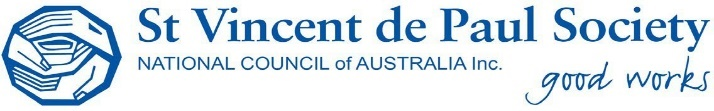 St Vincent de Paul Society
NATIONAL COUNCIL of AUSTRALIA Inc.
good works